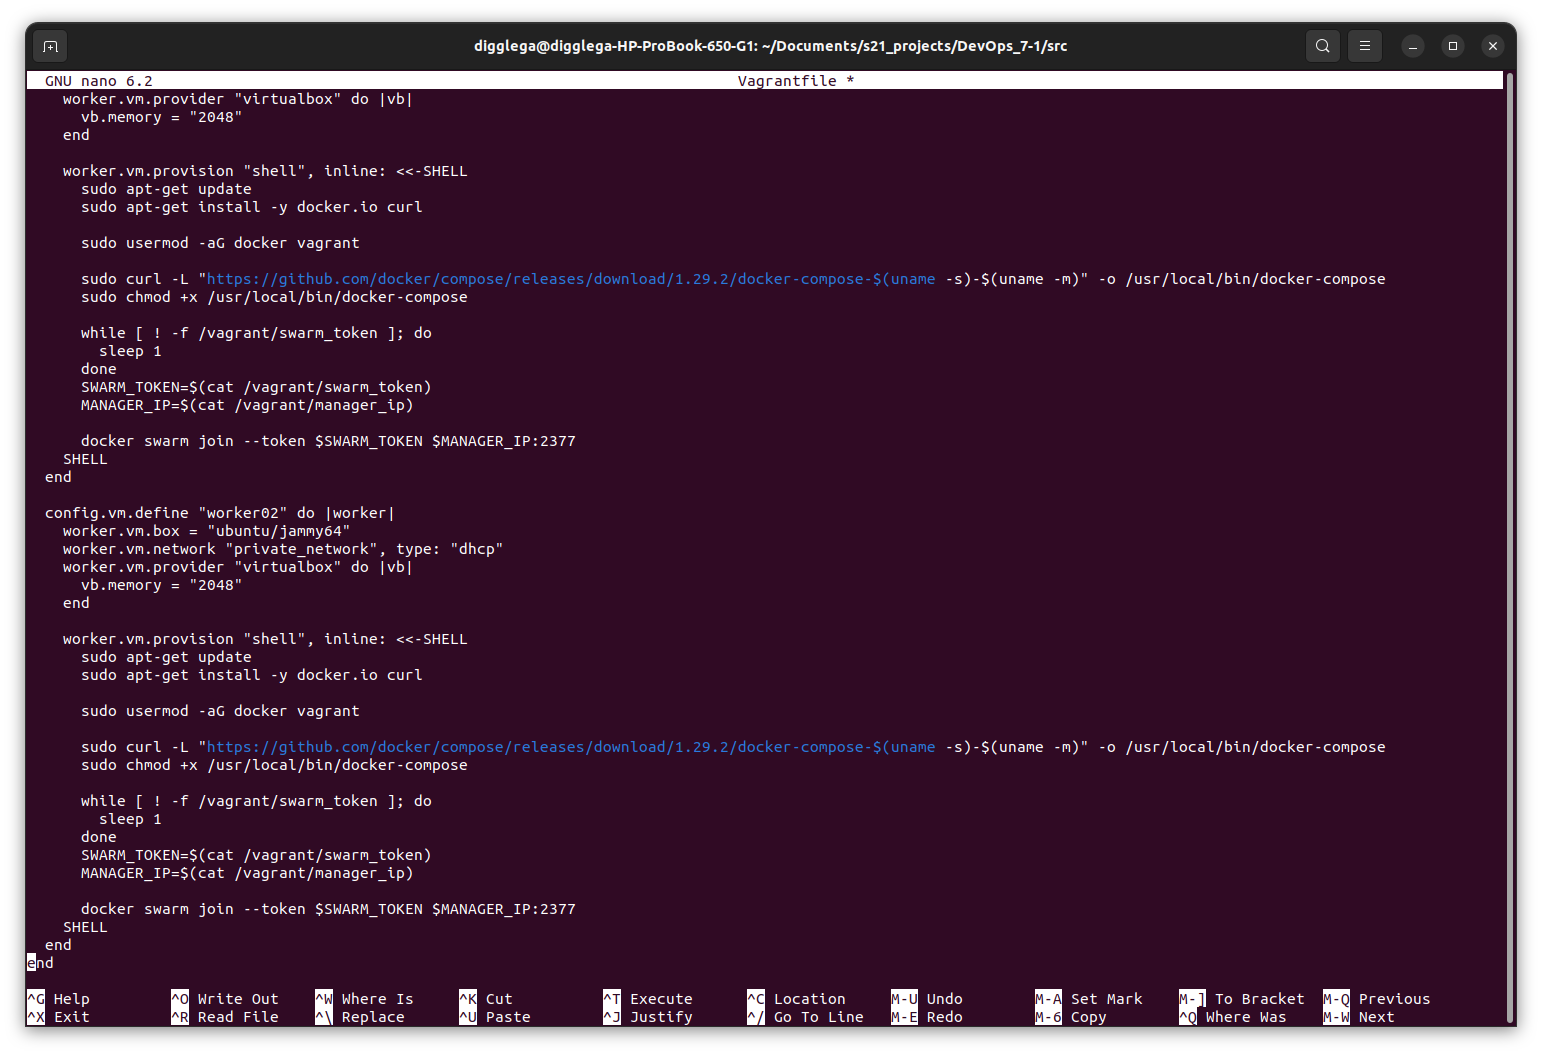 digglega@digglega-HP-ProBook-650-G1: ~/Documents/s21_projects/DevOps_7-1/src
GNU nano 6.2 Vagrantfile *
    worker.vm.provider "virtualbox" do |vb|
      vb.memory = "2048"
    end
    worker.vm.provision "shell", inline: <<-SHELL
      sudo apt-get update
      sudo apt-get install -y docker.io curl
      sudo usermod -aG docker vagrant
      sudo curl -L "https://github.com/docker/compose/releases/download/1.29.2/docker-compose-$(uname -s)-$(uname -m)" -o /usr/local/bin/docker-compose
      sudo chmod +x /usr/local/bin/docker-compose
      while [ ! -f /vagrant/swarm_token ]; do
        sleep 1
      done
      SWARM_TOKEN=$(cat /vagrant/swarm_token)
      MANAGER_IP=$(cat /vagrant/manager_ip)
      docker swarm join --token $SWARM_TOKEN $MANAGER_IP:2377
    SHELL
  end
  config.vm.define "worker02" do |worker|
    worker.vm.box = "ubuntu/jammy64"
    worker.vm.network "private_network", type: "dhcp"
    worker.vm.provider "virtualbox" do |vb|
      vb.memory = "2048"
    end
    worker.vm.provision "shell", inline: <<-SHELL
      sudo apt-get update
      sudo apt-get install -y docker.io curl
      sudo usermod -aG docker vagrant
      sudo curl -L "https://github.com/docker/compose/releases/download/1.29.2/docker-compose-$(uname -s)-$(uname -m)" -o /usr/local/bin/docker-compose
      sudo chmod +x /usr/local/bin/docker-compose
      while [ ! -f /vagrant/swarm_token ]; do
        sleep 1
      done
      SWARM_TOKEN=$(cat /vagrant/swarm_token)
      MANAGER_IP=$(cat /vagrant/manager_ip)
      docker swarm join --token $SWARM_TOKEN $MANAGER_IP:2377
    SHELL
  end
end
^G Help ^O Write Out ^W Where Is ^K Cut ^T Execute ^C Location M-U Undo M-A Set Mark M-] To Bracket M-Q Previous
^X Exit ^R Read File ^\ Replace ^U Paste ^J Justify ^/ Go To Line M-E Redo M-6 Copy ^Q Where Was M-W Next